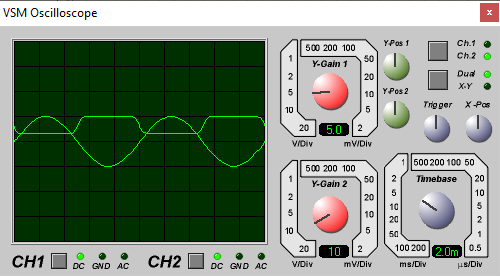 VSM Oscilloscope
500 200 100
1 50
Y-Gain 1
2 20
5 10
10 5
20 5.0 2
V/Div mV/Div
Y-Pos 1
Y-Pos 2
Ch.1
Ch.2
Dual
X-Y
Trigger X -Pos
500 200 100
1 50
Y-Gain 2
2 20
5 10
10 5
20 10 2
V/Div mV/Div
1 500 200 100 50
Timebase
2 20
5 10
10 5
20 2
50 1
100 200 2.0m 0.5
ms/Div µs/Div
CH1 DC GND AC CH2 DC GND AC